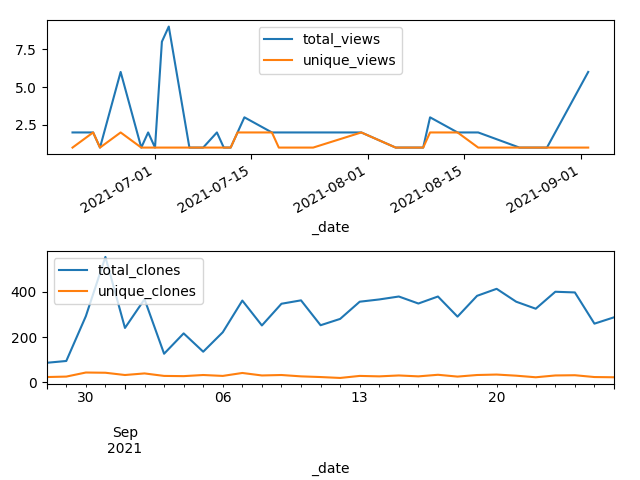 total_views
unique_views
7.5
5.0
2.5
2021-07-01
2021-07-15
2021-08-01
2021-08-15
2021-09-01
_date
total_clones
unique_clones
400
200
0
30
06
13
20
Sep
2021
_date